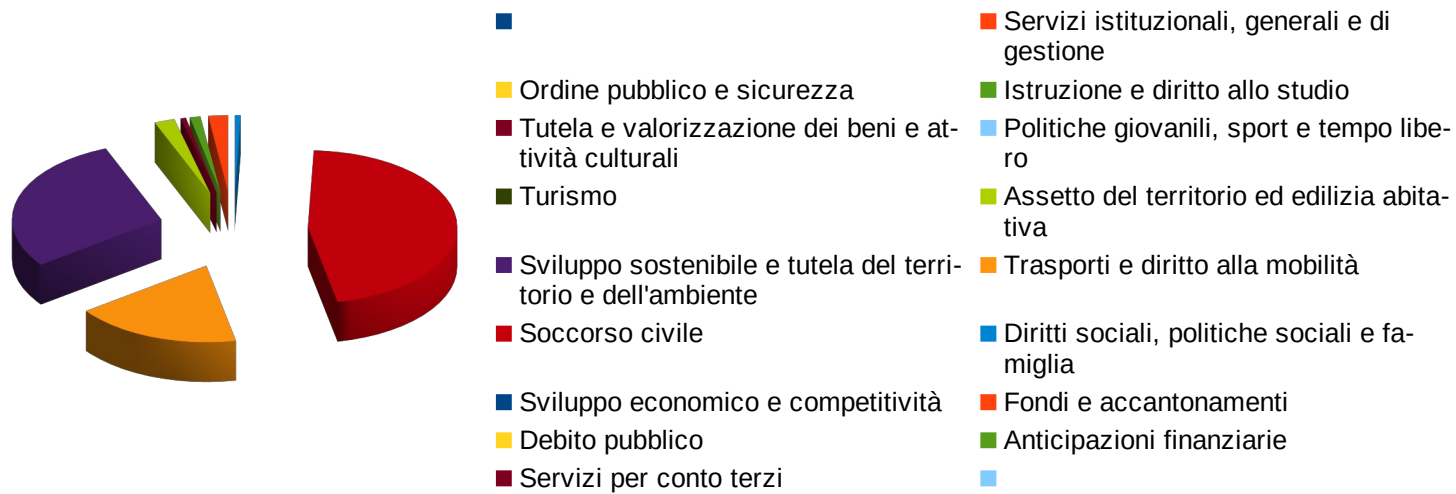 Servizi istituzionali, generali e di
gestione
Ordine pubblico e sicurezza
Istruzione e diritto allo studio
Tutela e valorizzazione dei beni e at-
tività culturali
Politiche giovanili, sport e tempo libe-
ro
Turismo
Assetto del territorio ed edilizia abita-
tiva
Sviluppo sostenibile e tutela del terri-
torio e dell'ambiente
Trasporti e diritto alla mobilità
Soccorso civile
Diritti sociali, politiche sociali e fa-
miglia
Sviluppo economico e competitività
Fondi e accantonamenti
Debito pubblico
Anticipazioni finanziarie
Servizi per conto terzi